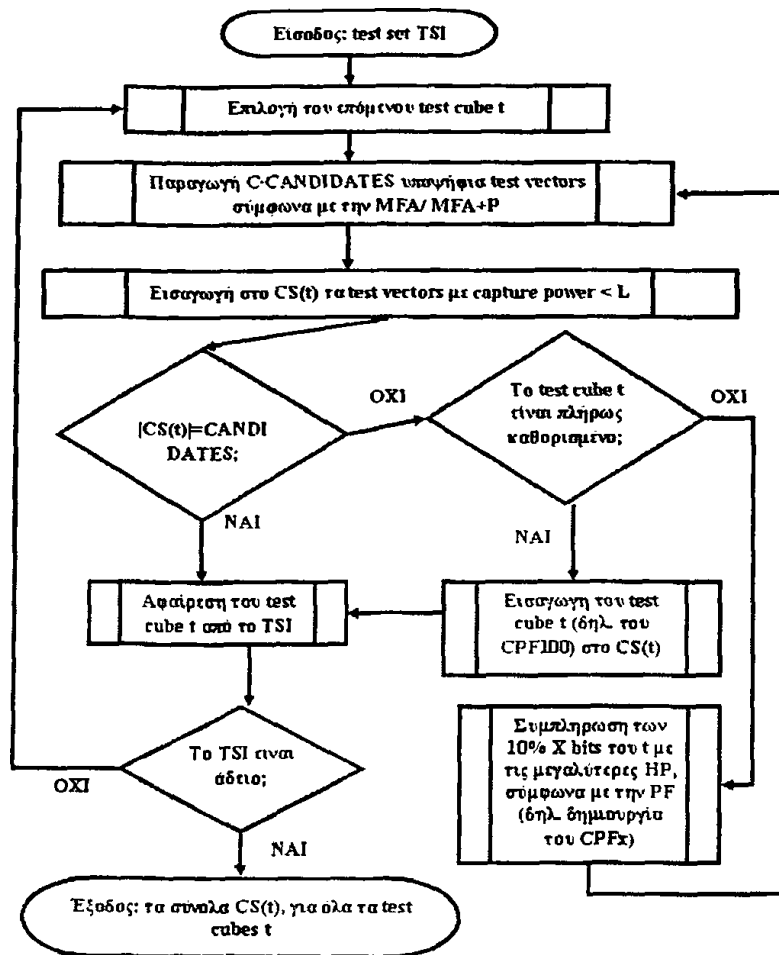 Είσοδος: test set TSI
Επιλογή του επόμενου test cube t
Παραγωγή C-CANDIDATES υποψήφια test vectors
σύμφωνα με την MFA/ MFA+P
Εισαγωγή στο CS(t) τα test vectors με capture power < L
|CS(t)|=CANDI
DATES;
ΟΧΙ
Το test cube t
είναι πλήρως
καθορισμένο;
ΟΧΙ
ΝΑΙ
ΝΑΙ
Αφαίρεση του test
cube t από το TSI
Εισαγωγη του test
cube t (δηλ. του
CPF100) στο CS(t)
Το TSI είναι
άδειο;
ΟΧΙ
Συμπληρωση των
10% X bits του t με
τις μεγαλύτερες HP,
σύμφωνα με την PF
(δηλ. δημιουργία
του CPFx)
ΝΑΙ
Έξοδος: τα σύνολα CS(t), για όλα τα test
cubes t